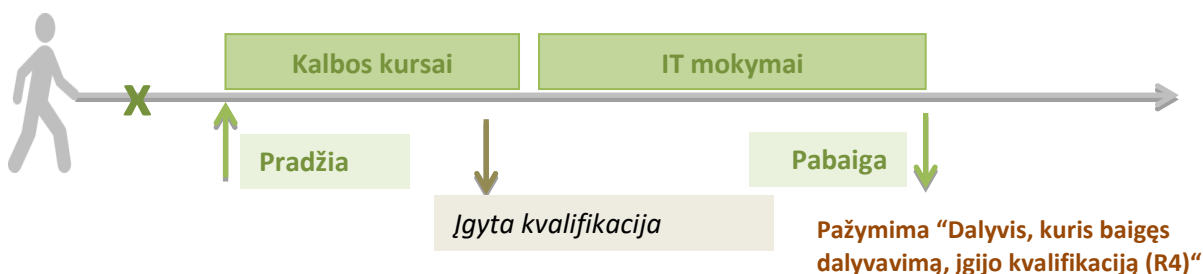 Kalbos kursai
IT mokymai
X
Pradžia
Pabaiga
Įgyta kvalifikacija
Pažymima “Dalyvis, kuris baigęs
dalyvavimą, įgijo kvalifikaciją (R4)“